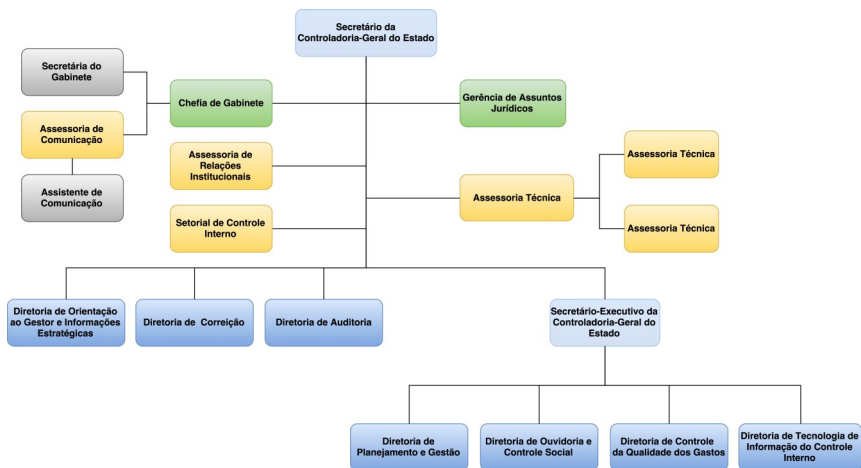 Secretário da
Controladoria-Geral do Estado
Secretária do
Gabinete
Chefia de Gabinete
Gerência de Assuntos
Jurídicos
Assessoria de
Comunicação
Assessoria de
Relações
Institucionais
Assessoria Técnica
Assistente de
Comunicação
Assessoria Técnica
Setorial de Controle
Interno
Assessoria Técnica
Diretoria de Orientação
ao Gestor e Informações
Estratégicas
Diretoria de Correição
Diretoria de Auditoria
Secretário-Executivo da
Controladoria-Geral do
Estado
Diretoria de
Planejamento e Gestão
Diretoria de Ouvidoria e
Controle Social
Diretoria de Controle
da Qualidade dos Gastos
Diretoria de Tecnologia de
Informação do Controle
Interno